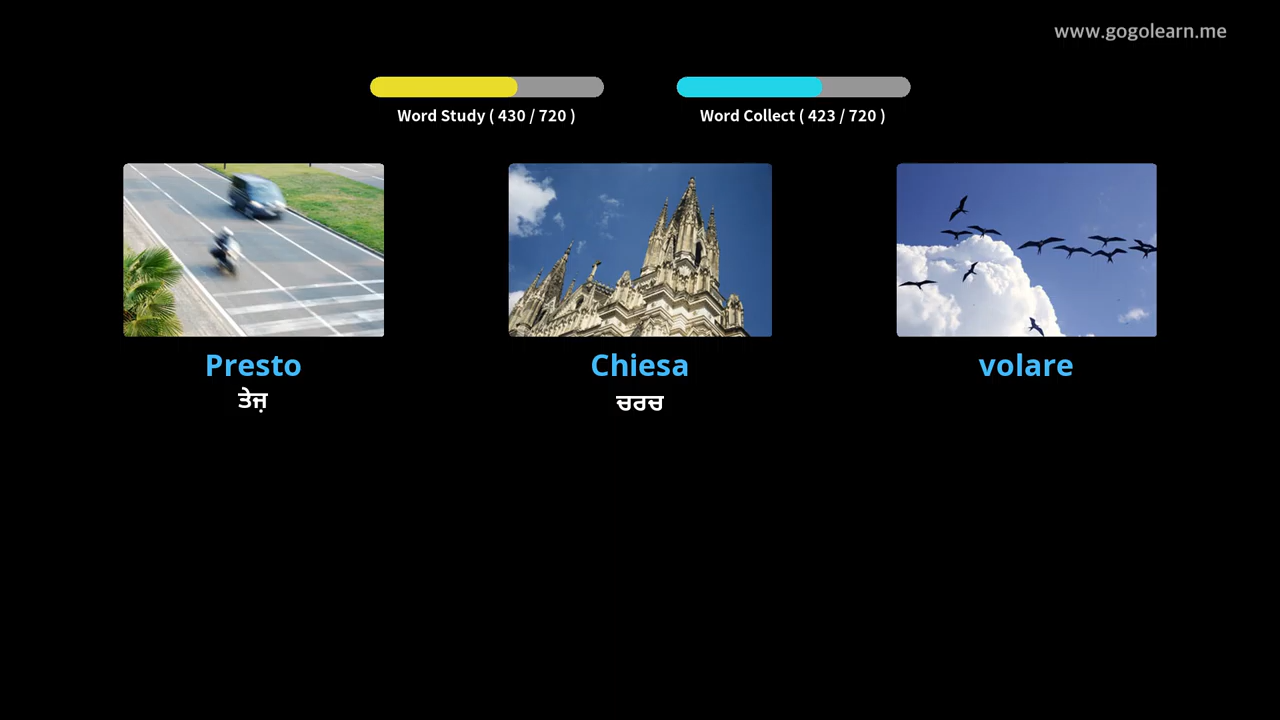 www.gogolearn.me
Word Study ( 430 / 720 )
Word Collect ( 423 / 720 )
Presto
Chiesa
volare
ਤੇਜ਼
ਚਰਚ